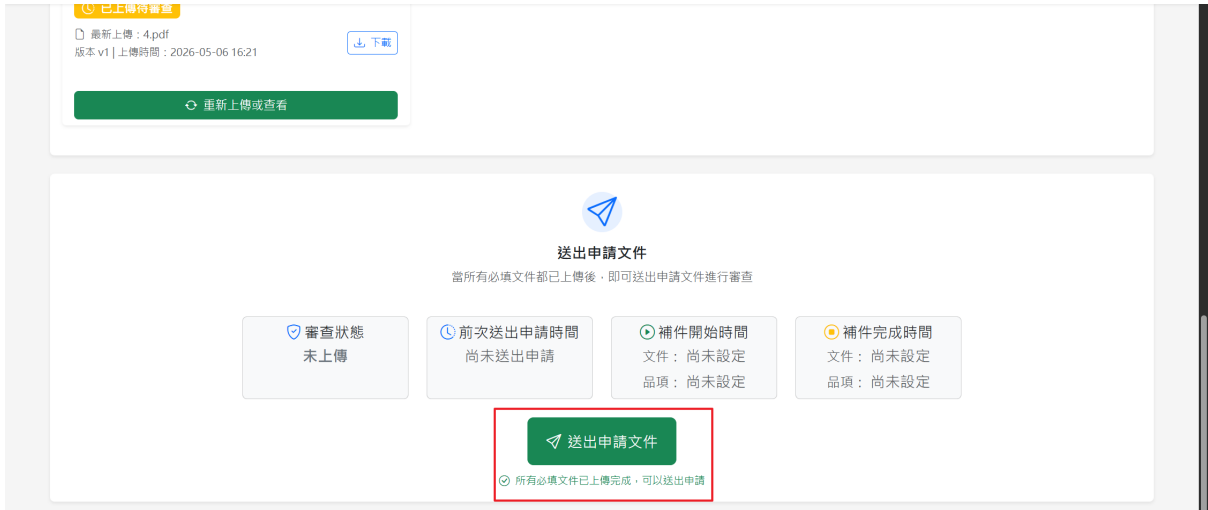 已上傳待審查
最新上傳：4.pdf
版本 v1 | 上傳時間：2026-05-06 16:21
下載
重新上傳或查看
送出申請文件
當所有必填文件都已上傳後，即可送出申請文件進行審查
審查狀態
未上傳
前次送出申請時間
尚未送出申請
補件開始時間
文件： 尚未設定
品項： 尚未設定
補件完成時間
文件： 尚未設定
品項： 尚未設定
送出申請文件
所有必填文件已上傳完成，可以送出申請